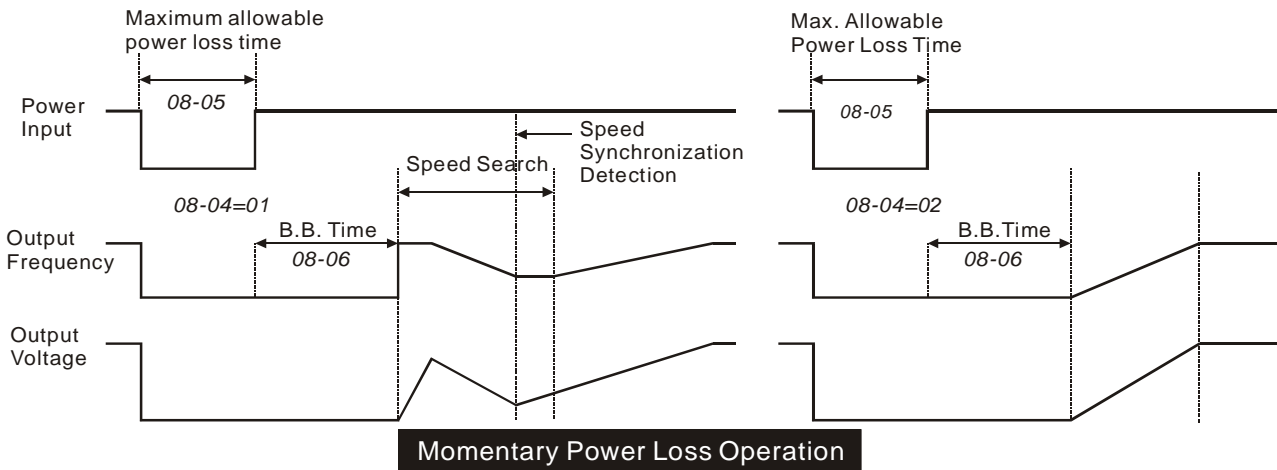 Maximum allowable
power loss time
08-05
Power
Input
Speed
Synchronization
Detection
Speed Search
08-04=01
B.B. Time
08-06
Output
Frequency
Output
Voltage
Max. Allowable
Power Loss Time
08-05
08-04=02
B.B.Time
08-06
Momentary Power Loss Operation